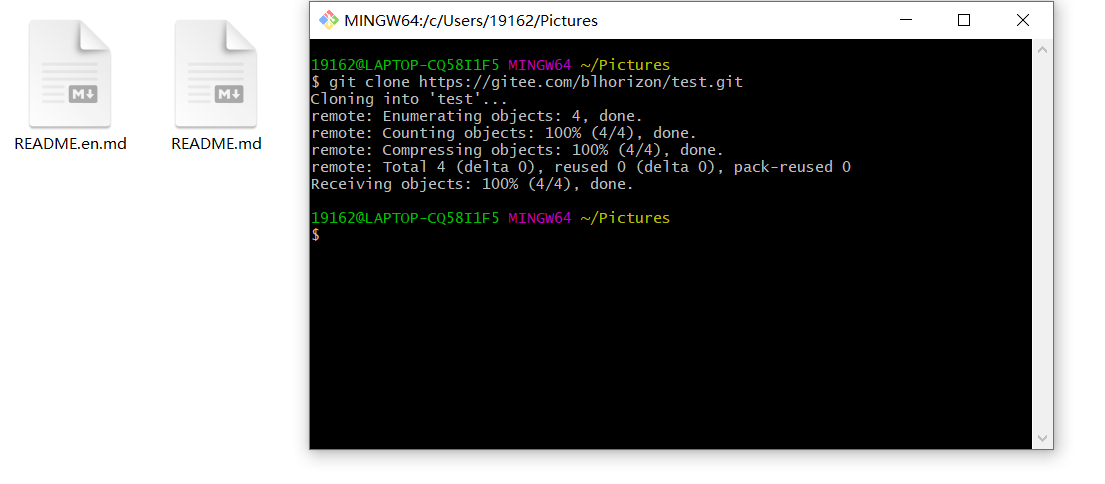 M↓
README.en.md
M↓
README.md
MINGW64:/c/Users/19162/Pictures
19162@LAPTOP-CQ58I1F5 MINGW64 ~/Pictures
$ git clone https://gitee.com/blhorizon/test.git
Cloning into 'test'...
remote: Enumerating objects: 4, done.
remote: Counting objects: 100% (4/4), done.
remote: Compressing objects: 100% (4/4), done.
remote: Total 4 (delta 0), reused 0 (delta 0), pack-reused 0
Receiving objects: 100% (4/4), done.
19162@LAPTOP-CQ58I1F5 MINGW64 ~/Pictures
$